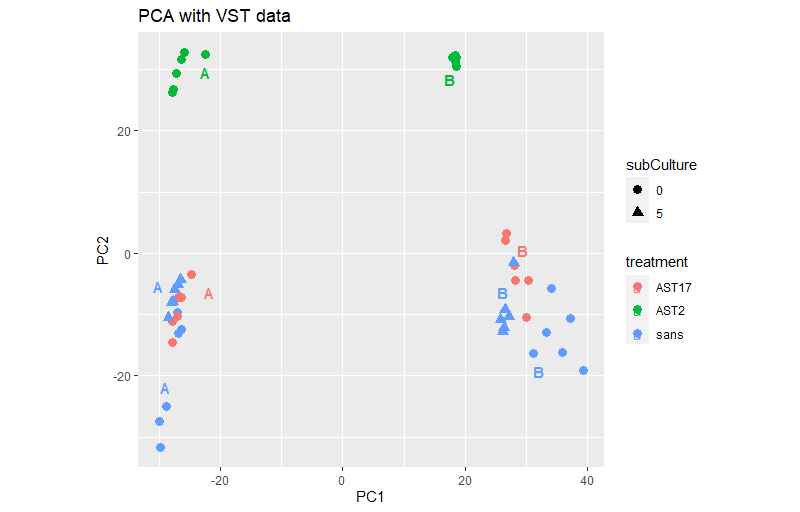 PCA with VST data
A
B
B
A
A
B
A
B
20
0
-20
PC2
-20
0
20
40
PC1
subCulture
0
5
treatment
a AST17
a AST2
a sans